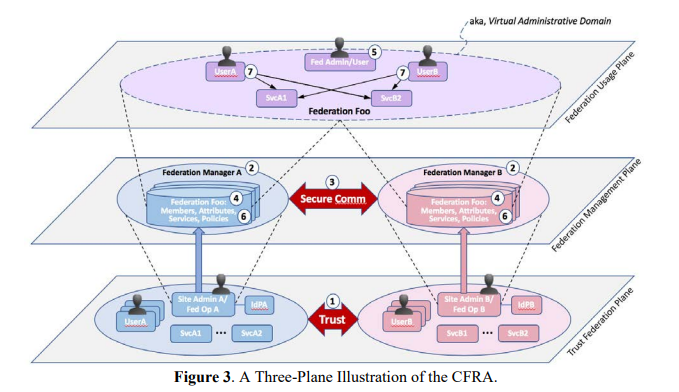 aka, Virtual Administrative Domain
Fed Admin/User
5
UserA
7
7
UserB
SvcA1
SvcB2
Federation Foo
Federation Usage Plane
Federation Manager A
2
Federation Manager B
2
3
Secure Comm
Federation Foo:
Members, Attributes,
Services, Policies
4
6
Federation Foo:
Members, Attributes,
Services, Policies
4
6
Federation Management Plane
Site Admin A/
Fed Op A
IdPA
UserA
SvcA1
...
SvcA2
1
Trust
Site Admin B/
Fed Op B
IdPB
UserB
SvcB1
...
SvcB2
Trust Federation Plane
Figure 3. A Three-Plane Illustration of the CFRA.